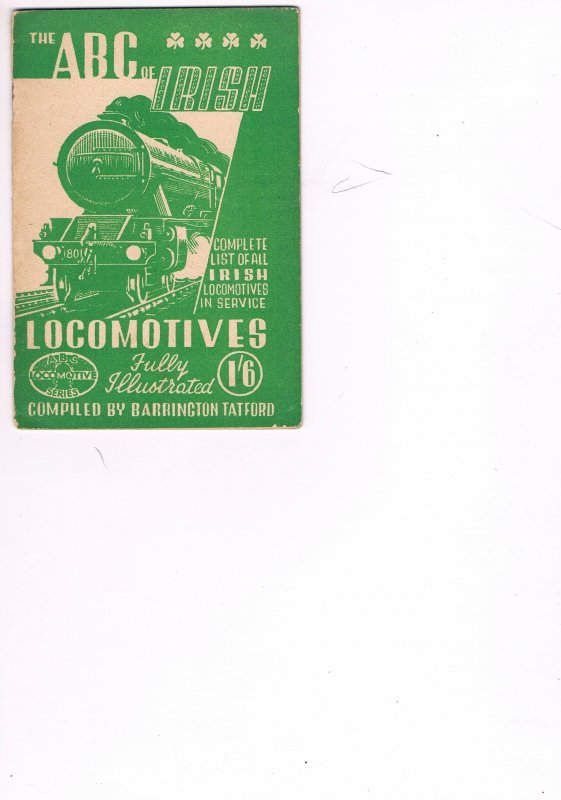 THE ABC OF IRISH
1801
COMPLETE
LIST OF ALL
IRISH
LOCOMOTIVES
IN SERVICE
LOCOMOTIVES
ABC
LOCOMOTIVE
SERIES
Fully
Illustrated
1'6
COMPILED BY BARRINGTON TATFORD